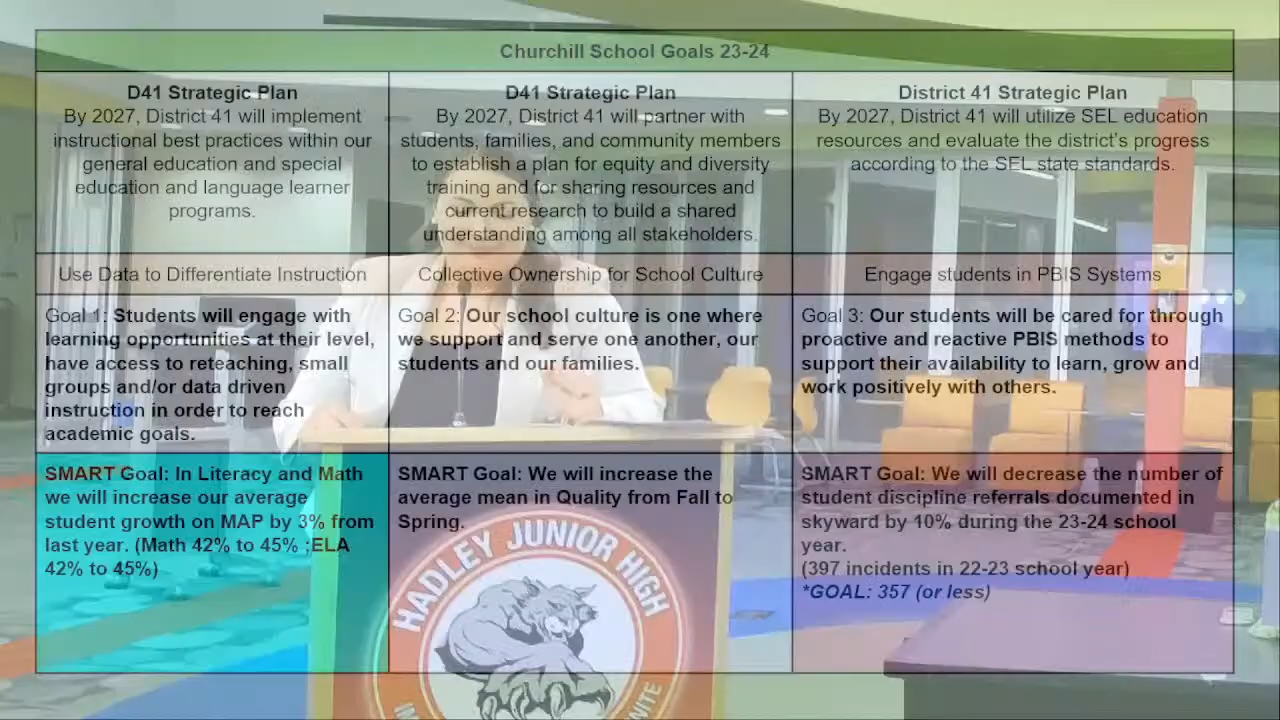 Churchill School Goals 23-24
D41 Strategic Plan
By 2027, District 41 will implement
instructional best practices within our
general education and special
education and language learner
programs.
D41 Strategic Plan
By 2027, District 41 will partner with
students, families, and community members
to establish a plan for equity and diversity
training and for sharing resources and
current research to build a shared
understanding among all stakeholders.
District 41 Strategic Plan
By 2027, District 41 will utilize SEL education
resources and evaluate the district's progress
according to the SEL state standards.
Use Data to Differentiate Instruction
Collective Ownership for School Culture
Engage students in PBIS Systems
Goal 1: Students will engage with
learning opportunities at their level,
have access to reteaching, small
groups and/or data driven
instruction in order to reach
academic goals.
Goal 2: Our school culture is one where
we support and serve one another, our
students and our families.
Goal 3: Our students will be cared for through
proactive and reactive PBIS methods to
support their availability to learn, grow and
work positively with others.
SMART Goal: In Literacy and Math
we will increase our average
student growth on MAP by 3% from
last year. (Math 42% to 45% ;ELA
42% to 45%)
SMART Goal: We will increase the
average mean in Quality from Fall to
Spring.
SMART Goal: We will decrease the number of
student discipline referrals documented in
skyward by 10% during the 23-24 school
year.
(397 incidents in 22-23 school year)
*GOAL: 357 (or less)
HADLEY JUNIOR HIGH